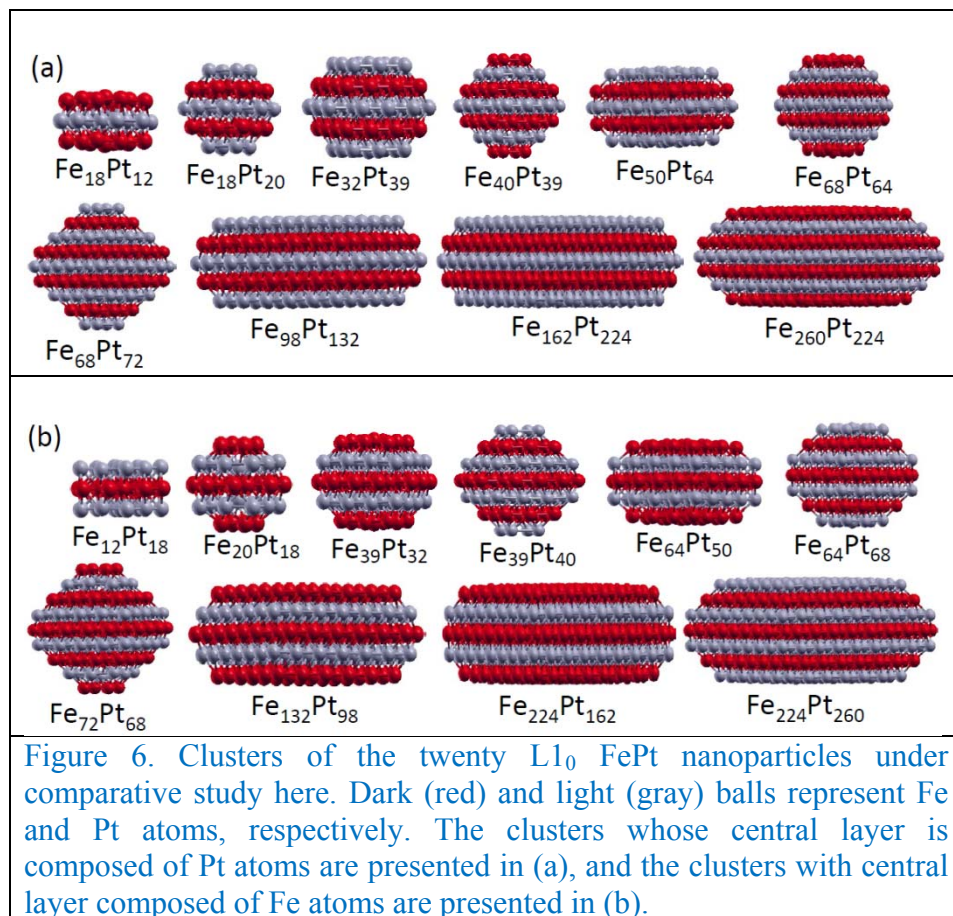 (a)
Fe₁₈Pt₁₂ Fe₁₈Pt₂₀ Fe₃₂Pt₃₉ Fe₄₀Pt₃₉ Fe₅₀Pt₆₄ Fe₆₈Pt₆₄
Fe₆₈Pt₇₂ Fe₉₈Pt₁₃₂ Fe₁₆₂Pt₂₂₄ Fe₂₆₀Pt₂₂₄
(b)
Fe₁₂Pt₁₈ Fe₂₀Pt₁₈ Fe₃₉Pt₃₂ Fe₃₉Pt₄₀ Fe₆₄Pt₅₀ Fe₆₄Pt₆₈
Fe₇₂Pt₆₈ Fe₁₃₂Pt₉₈ Fe₂₂₄Pt₁₆₂ Fe₂₂₄Pt₂₆₀
Figure 6. Clusters of the twenty L1₀ FePt nanoparticles under
comparative study here. Dark (red) and light (gray) balls represent Fe
and Pt atoms, respectively. The clusters whose central layer is
composed of Pt atoms are presented in (a), and the clusters with central
layer composed of Fe atoms are presented in (b).